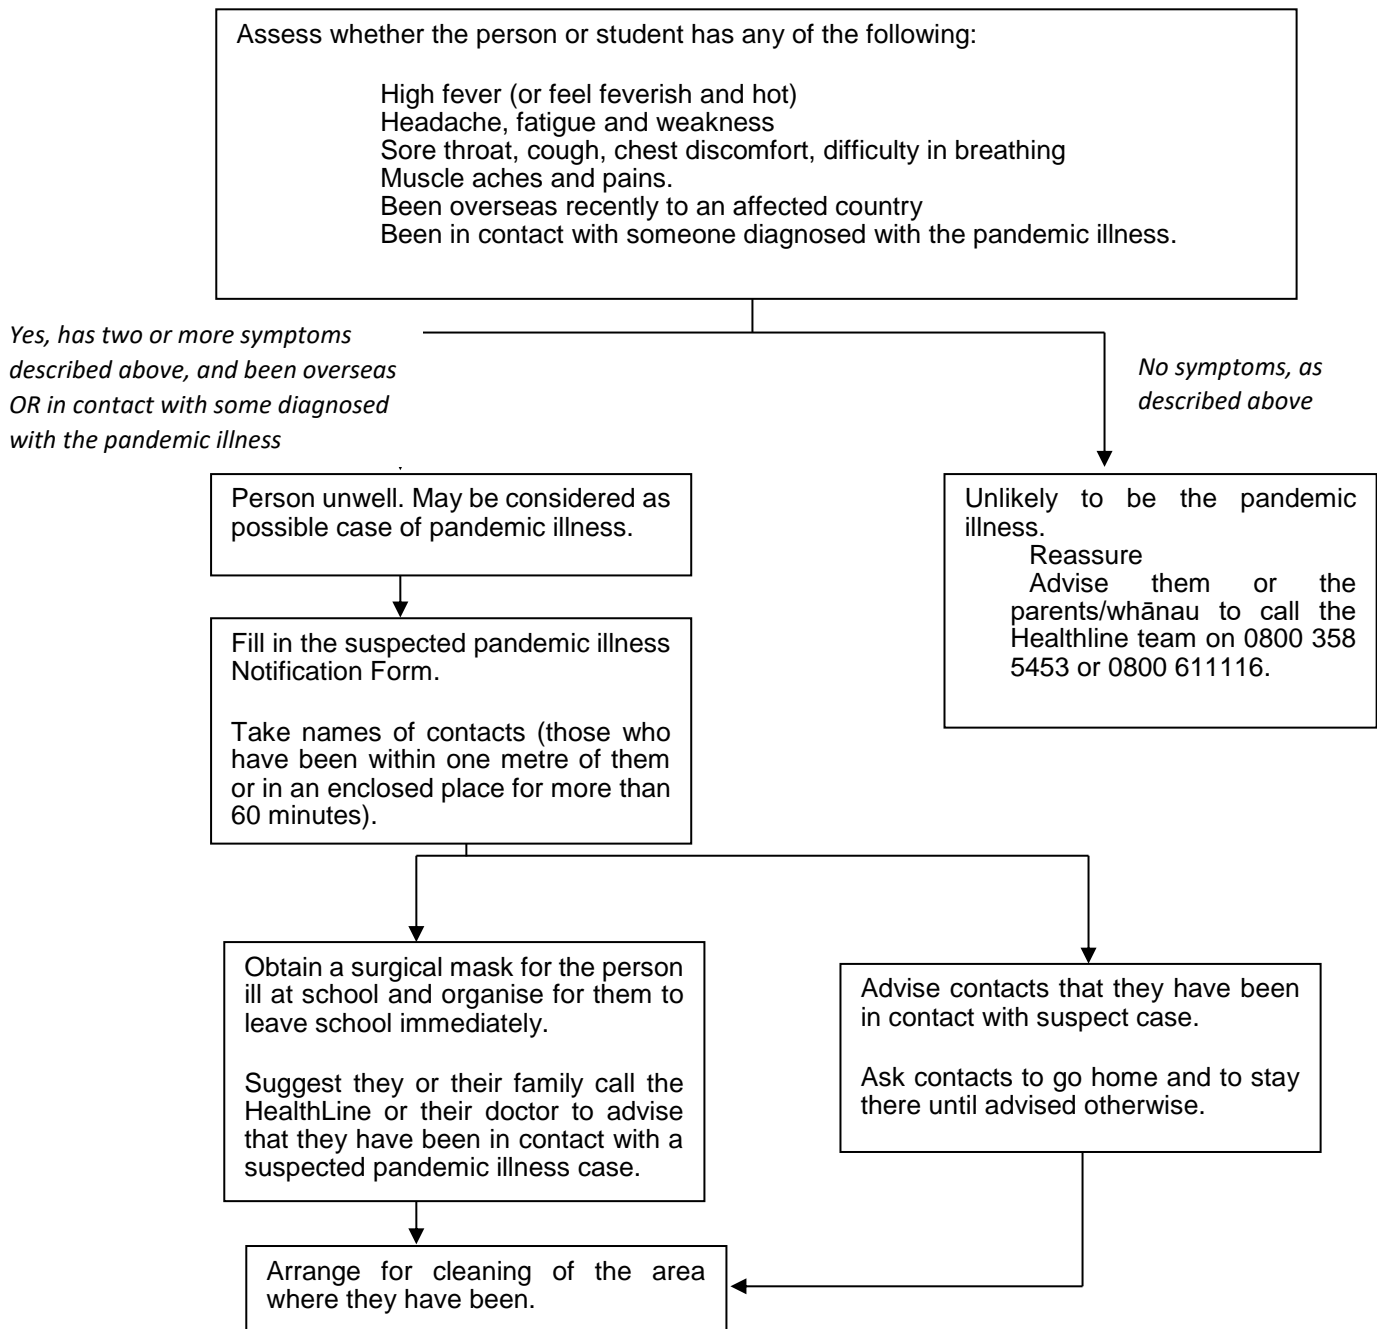 Assess whether the person or student has any of the following:
High fever (or feel feverish and hot)
Headache, fatigue and weakness
Sore throat, cough, chest discomfort, difficulty in breathing
Muscle aches and pains.
Been overseas recently to an affected country
Been in contact with someone diagnosed with the pandemic illness.
Yes, has two or more symptoms
described above, and been overseas
OR in contact with some diagnosed
with the pandemic illness
No symptoms, as
described above
Person unwell. May be considered as
possible case of pandemic illness.
Unlikely to be the pandemic
illness.
Reassure
Advise them or the
parents/whānau to call the
Healthline team on 0800 358
5453 or 0800 611116.
Fill in the suspected pandemic illness
Notification Form.
Take names of contacts (those who
have been within one metre of them
or in an enclosed place for more than
60 minutes).
Obtain a surgical mask for the person
ill at school and organise for them to
leave school immediately.
Suggest they or their family call the
HealthLine or their doctor to advise
that they have been in contact with a
suspected pandemic illness case.
Advise contacts that they have been
in contact with suspect case.
Ask contacts to go home and to stay
there until advised otherwise.
Arrange for cleaning of the area
where they have been.